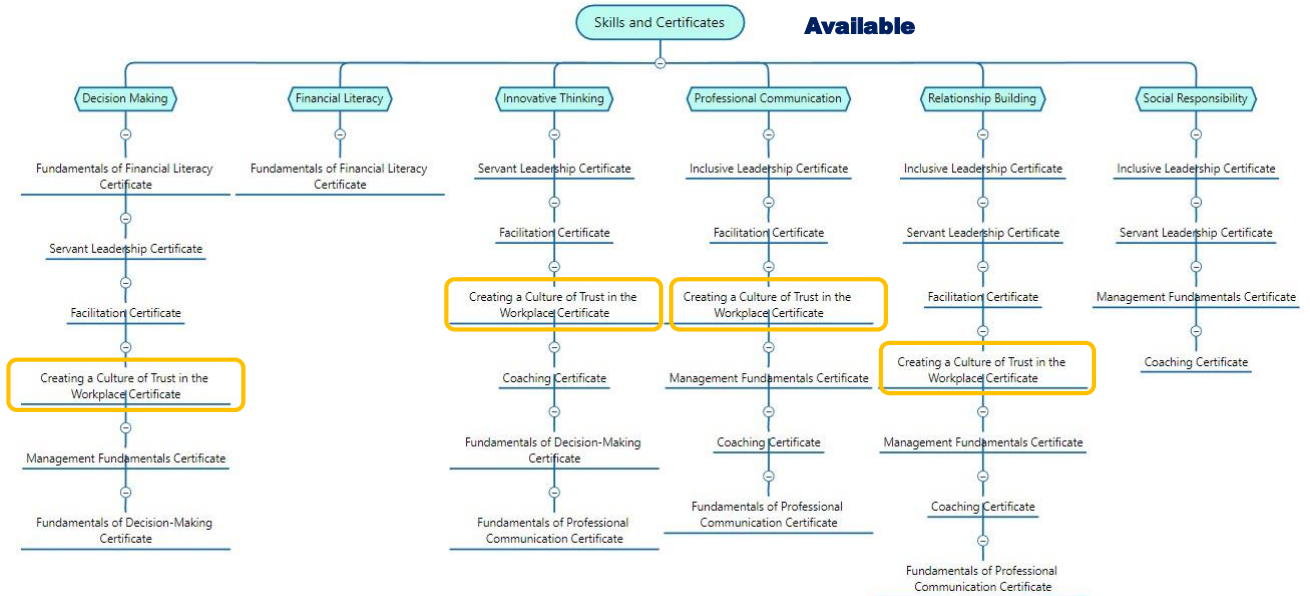 Skills and Certificates
Available
Decision Making
Financial Literacy
Innovative Thinking
Professional Communication
Relationship Building
Social Responsibility
Fundamentals of Financial Literacy
Certificate
Servant Leadership Certificate
Facilitation Certificate
Creating a Culture of Trust in the
Workplace Certificate
Management Fundamentals Certificate
Fundamentals of Decision-Making
Certificate
Fundamentals of Financial Literacy
Certificate
Servant Leadership Certificate
Facilitation Certificate
Creating a Culture of Trust in the
Workplace Certificate
Coaching Certificate
Fundamentals of Decision-Making
Certificate
Fundamentals of Professional
Communication Certificate
Inclusive Leadership Certificate
Facilitation Certificate
Creating a Culture of Trust in the
Workplace Certificate
Management Fundamentals Certificate
Coaching Certificate
Fundamentals of Professional
Communication Certificate
Inclusive Leadership Certificate
Servant Leadership Certificate
Facilitation Certificate
Creating a Culture of Trust in the
Workplace Certificate
Management Fundamentals Certificate
Coaching Certificate
Fundamentals of Professional
Communication Certificate
Inclusive Leadership Certificate
Servant Leadership Certificate
Management Fundamentals Certificate
Coaching Certificate